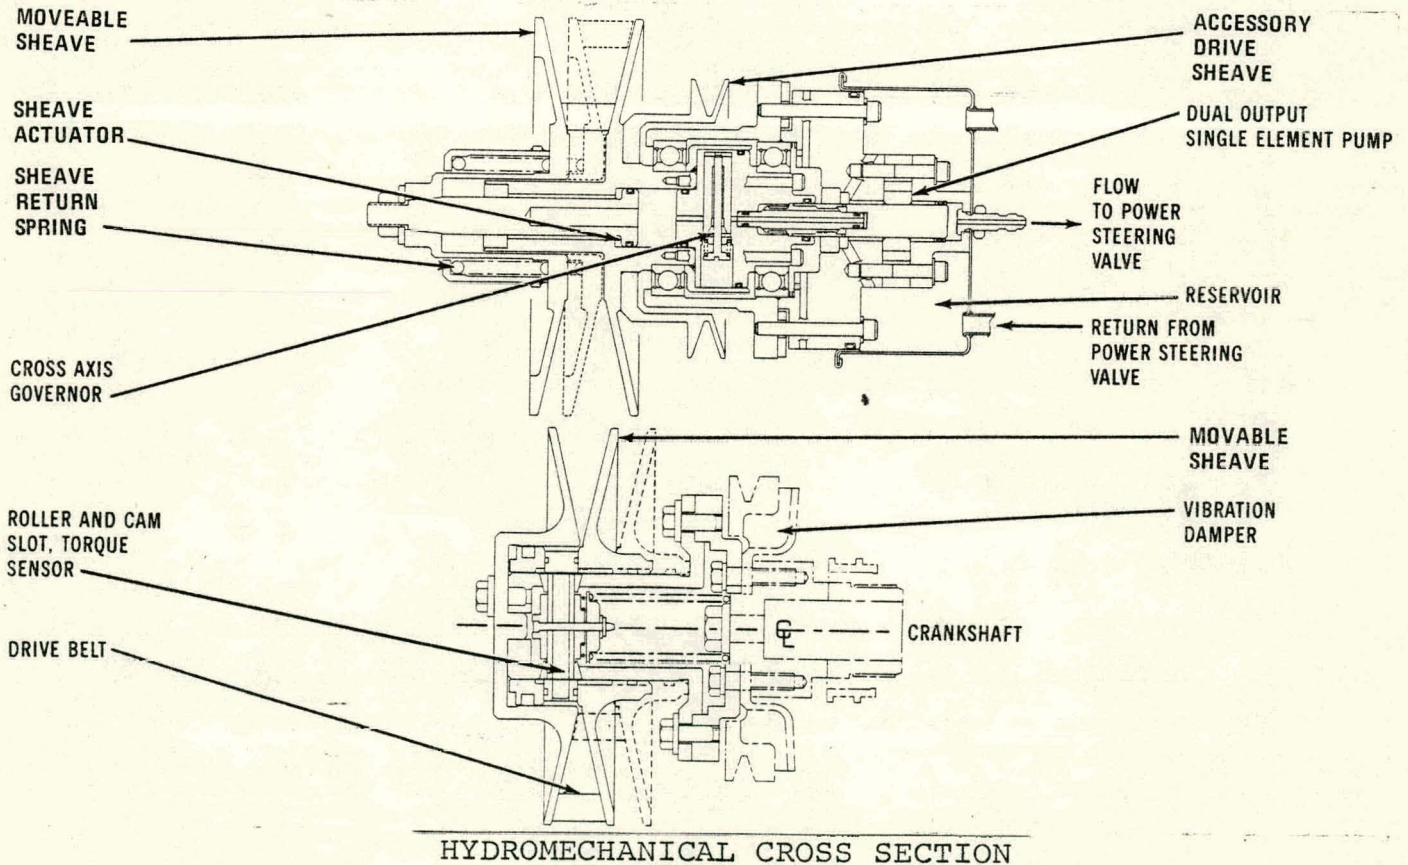 MOVEABLE
SHEAVE
SHEAVE
ACTUATOR
SHEAVE
RETURN
SPRING
CROSS AXIS
GOVERNOR
ACCESSORY
DRIVE
SHEAVE
DUAL OUTPUT
SINGLE ELEMENT PUMP
FLOW
TO POWER
STEERING
VALVE
RESERVOIR
RETURN FROM
POWER STEERING
VALVE
MOVABLE
SHEAVE
VIBRATION
DAMPER
ROLLER AND CAM
SLOT, TORQUE
SENSOR
DRIVE BELT
CL
CRANKSHAFT
HYDROMECHANICAL CROSS SECTION